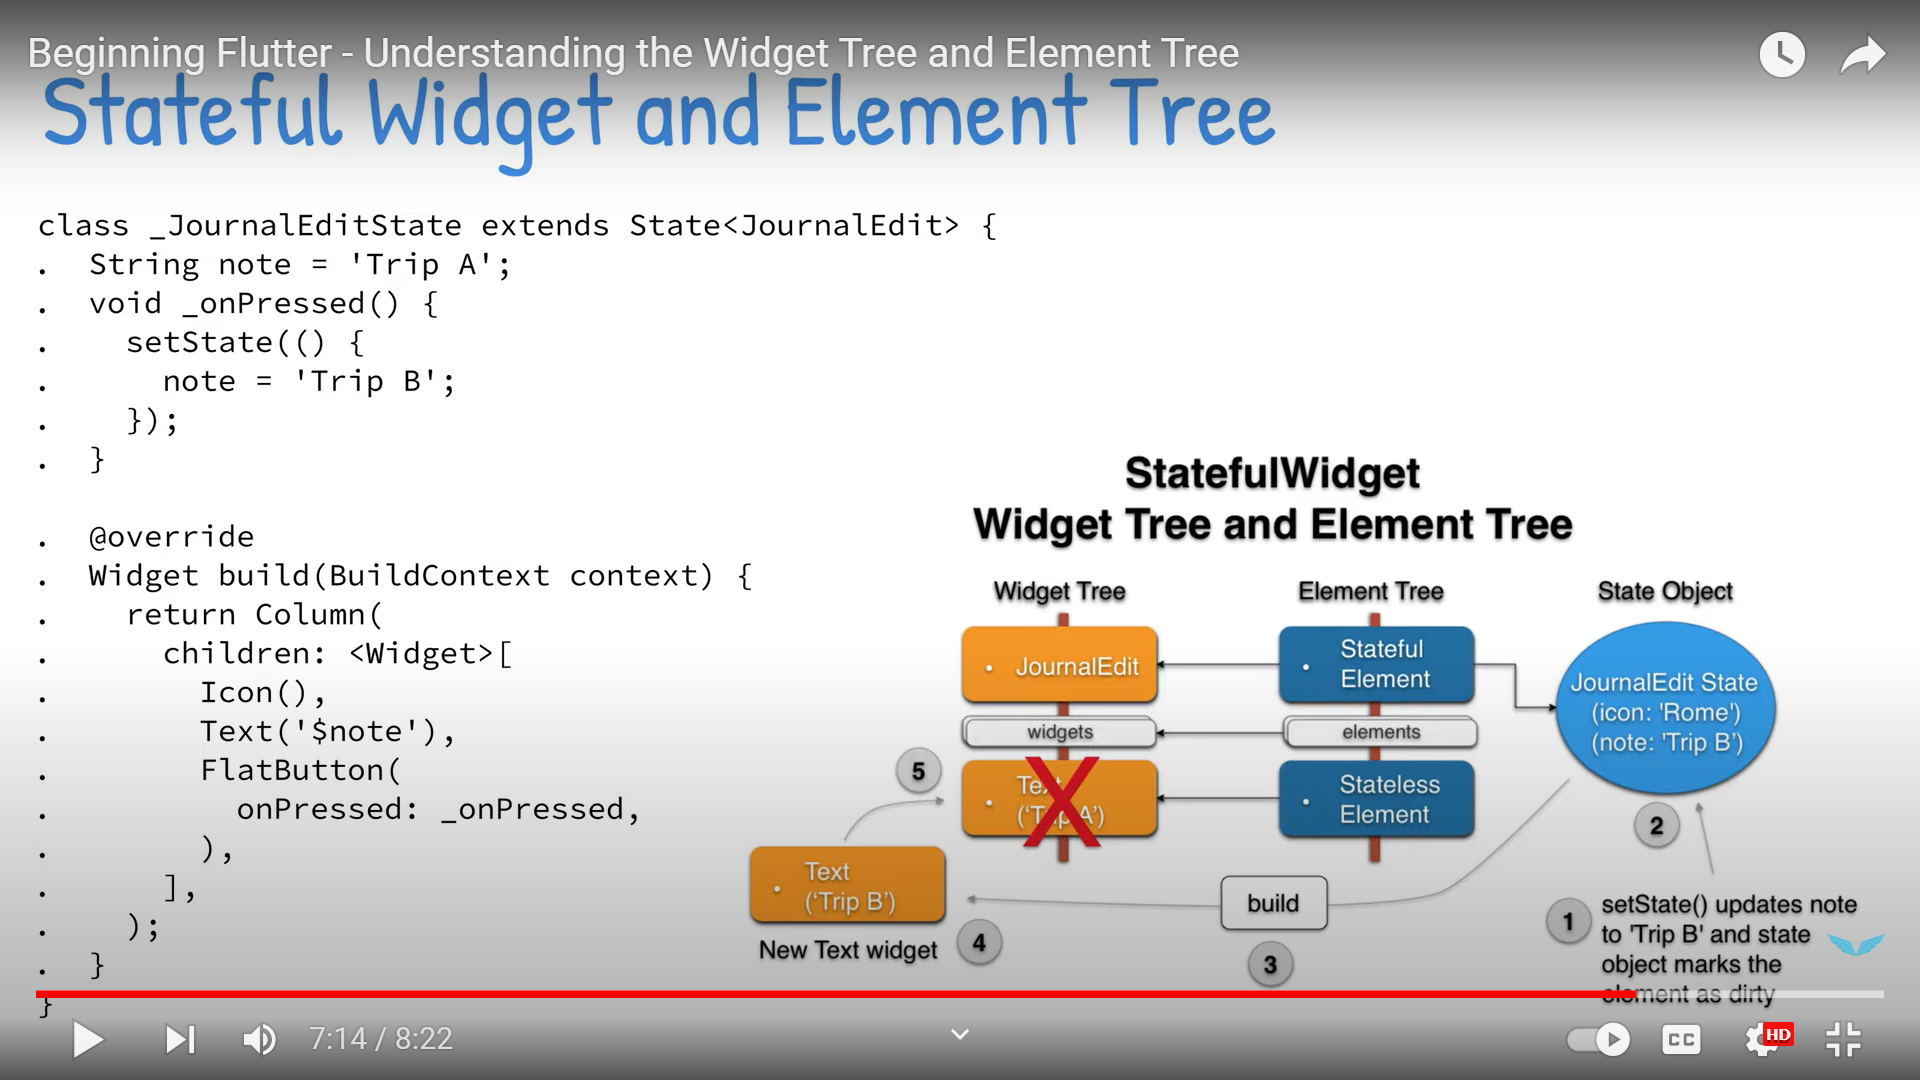 Beginning Flutter - Understanding the Widget Tree and Element Tree
Stateful Widget and Element Tree
class _JournalEditState extends State<JournalEdit> {
.  String note = 'Trip A';
.  void _onPressed() {
.    setState(() {
.      note = 'Trip B';
.    });
.  }
.  @override
.  Widget build(BuildContext context) {
.    return Column(
.      children: <Widget>[
.        Icon(),
.        Text('$note'),
.        FlatButton(
.          onPressed: _onPressed,
.        ),
.      ],
.    );
.  }
}
StatefulWidget
Widget Tree and Element Tree
Widget Tree
Element Tree
State Object
• JournalEdit
• Stateful
Element
JournalEdit State
(icon: 'Rome')
(note: 'Trip B')
widgets
elements
5
• Text
('Trip A')
• Stateless
Element
2
• Text
('Trip B')
New Text widget
4
build
3
1
setState() updates note
to 'Trip B' and state
object marks the
element as dirty
7:14 / 8:22
CC
HD